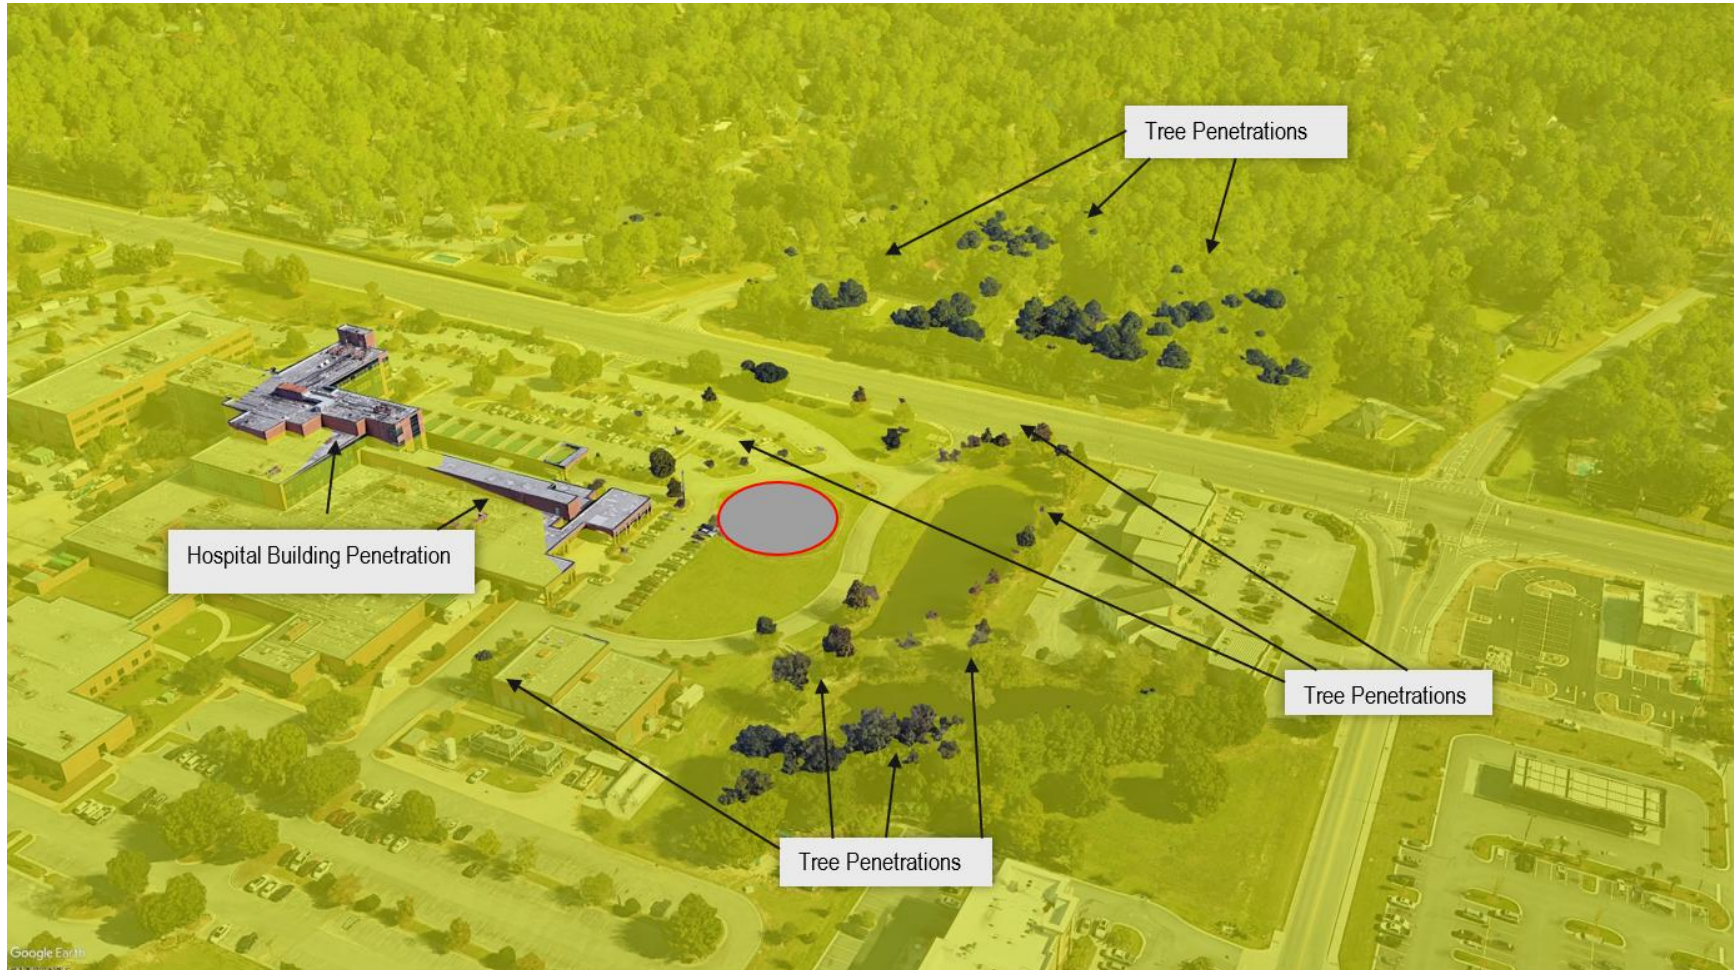 Tree Penetrations
Hospital Building Penetration
Tree Penetrations
Tree Penetrations
Google Earth